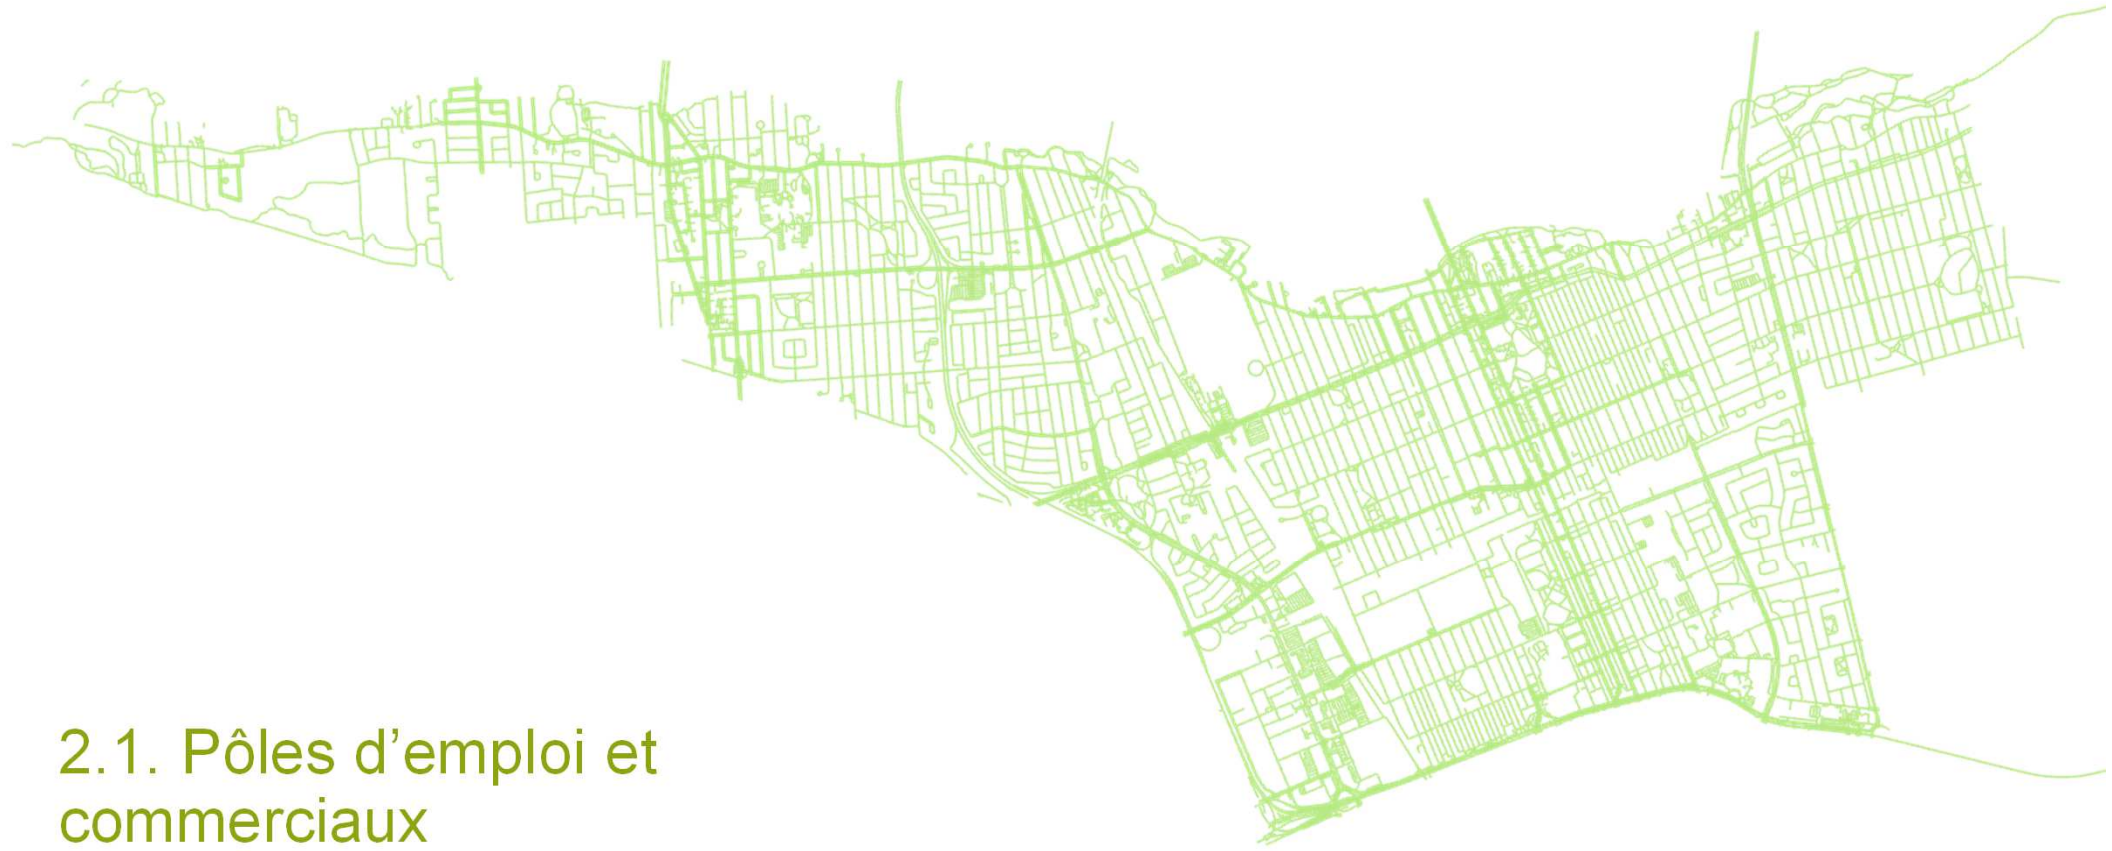 2.1. Pôles d’emploi et
commerciaux